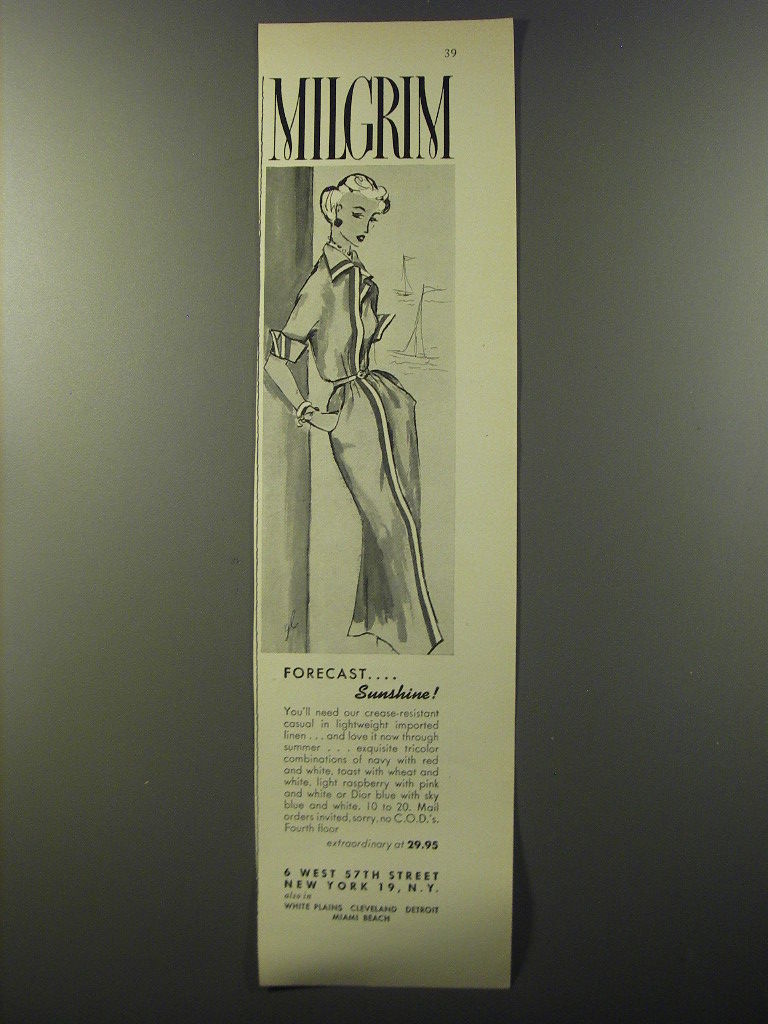 39
MILGRIM
FORECAST....
Sunshine!
You'll need our crease-resistant
casual in lightweight imported
linen . . . and love it now through
summer . . . exquisite tricolor
combinations of navy with red
and white, toast with wheat and
white, light raspberry with pink
and white or Dior blue with sky
blue and white. 10 to 20. Mail
orders invited, sorry, no C.O.D.'s.
Fourth floor
extraordinary at 29.95
6 WEST 57TH STREET
NEW YORK 19, N.Y.
also in
WHITE PLAINS CLEVELAND DETROIT
MIAMI BEACH